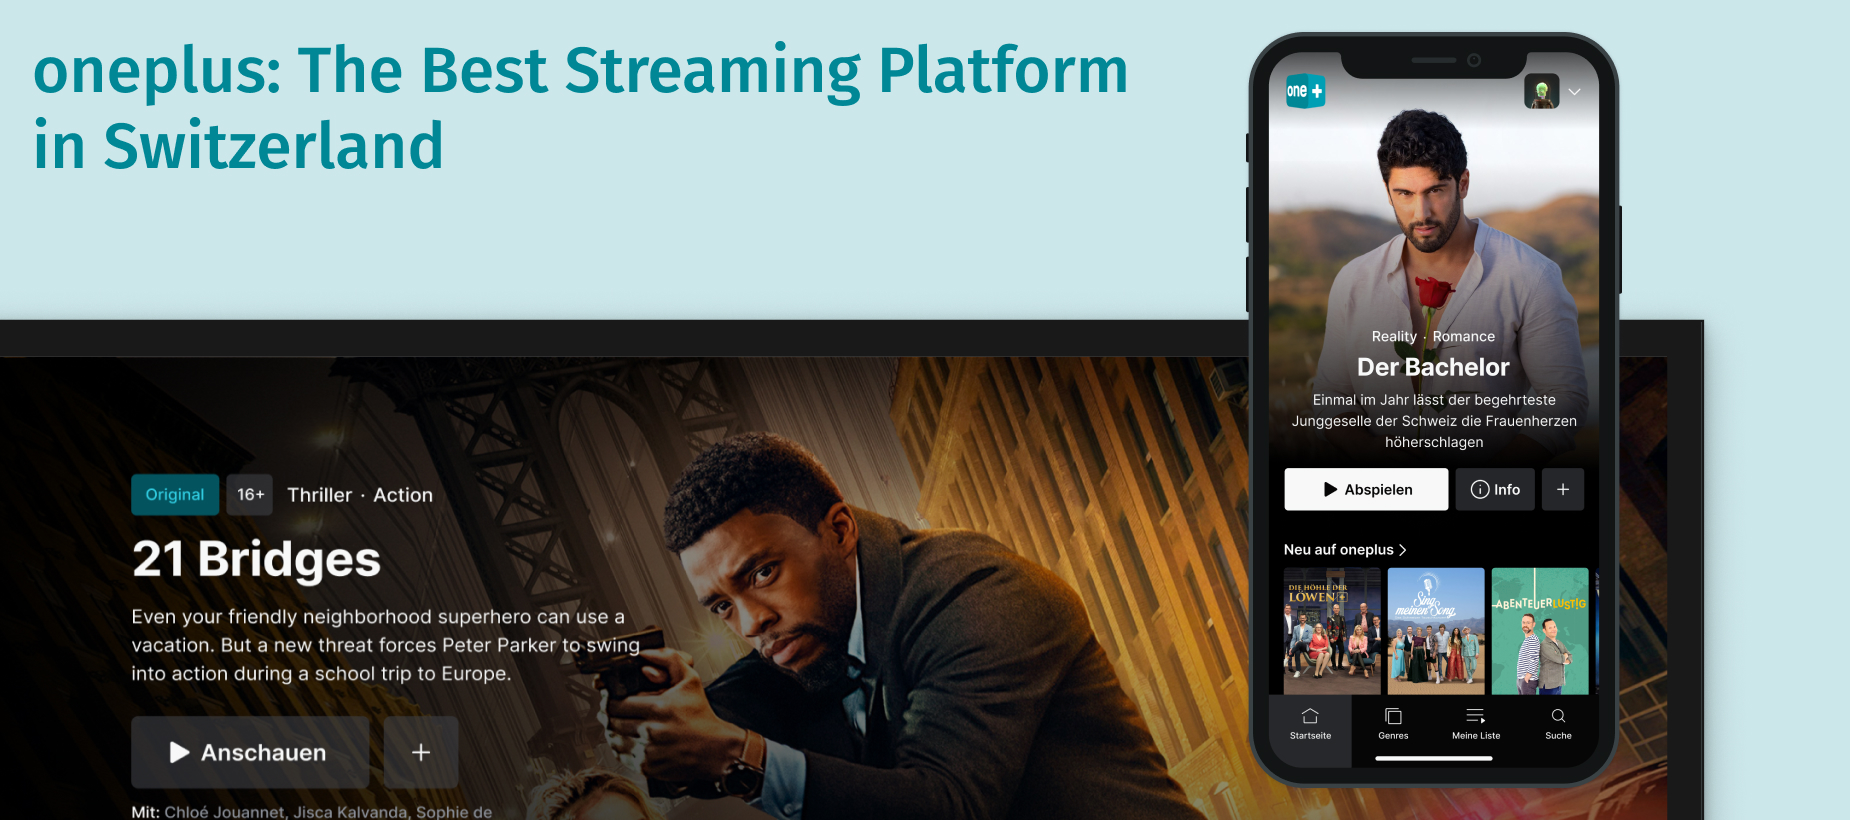 oneplus: The Best Streaming Platform
in Switzerland
Original 16+ Thriller · Action
21 Bridges
Even your friendly neighborhood superhero can use a
vacation. But a new threat forces Peter Parker to swing
into action during a school trip to Europe.
Anschauen +
Mit: Chloé Jouannet, Jisca Kalvanda, Sophie de
one +
Reality · Romance
Der Bachelor
Einmal im Jahr lässt der begehrteste
Junggeselle der Schweiz die Frauenherzen
höherschlagen
Abspielen Info +
Neu auf oneplus >
DIE HÖHLE DER
LÖWEN
Sing
meinen Song
ABENTEUERLUSTIG
Startseite Genres Meine Liste Suche